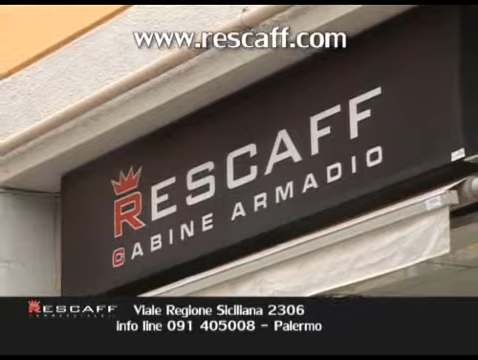 www.rescaff.com
RESCAFF
CABINE ARMADIO
RESCAFF Viale Regione Siciliana 2306
info line 091 405008 - Palermo